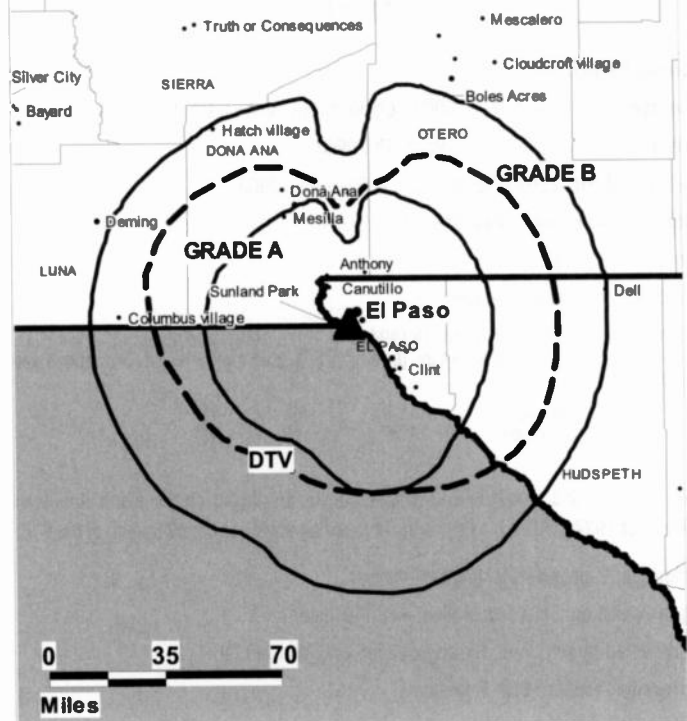 Mescalero
Truth or Consequences
Cloudcroft village
Silver City
SIERRA
Boles Acres
Bayard
Hatch village
OTERO
DONA ANA
GRADE B
Dona Ana
Mesilla
Deming
GRADE A
LUNA
Anthony
Canutillo
Sunland Park
Dell
El Paso
Columbus village
EL PASO
Clint
DTV
HUDSPETH
0 35 70
Miles